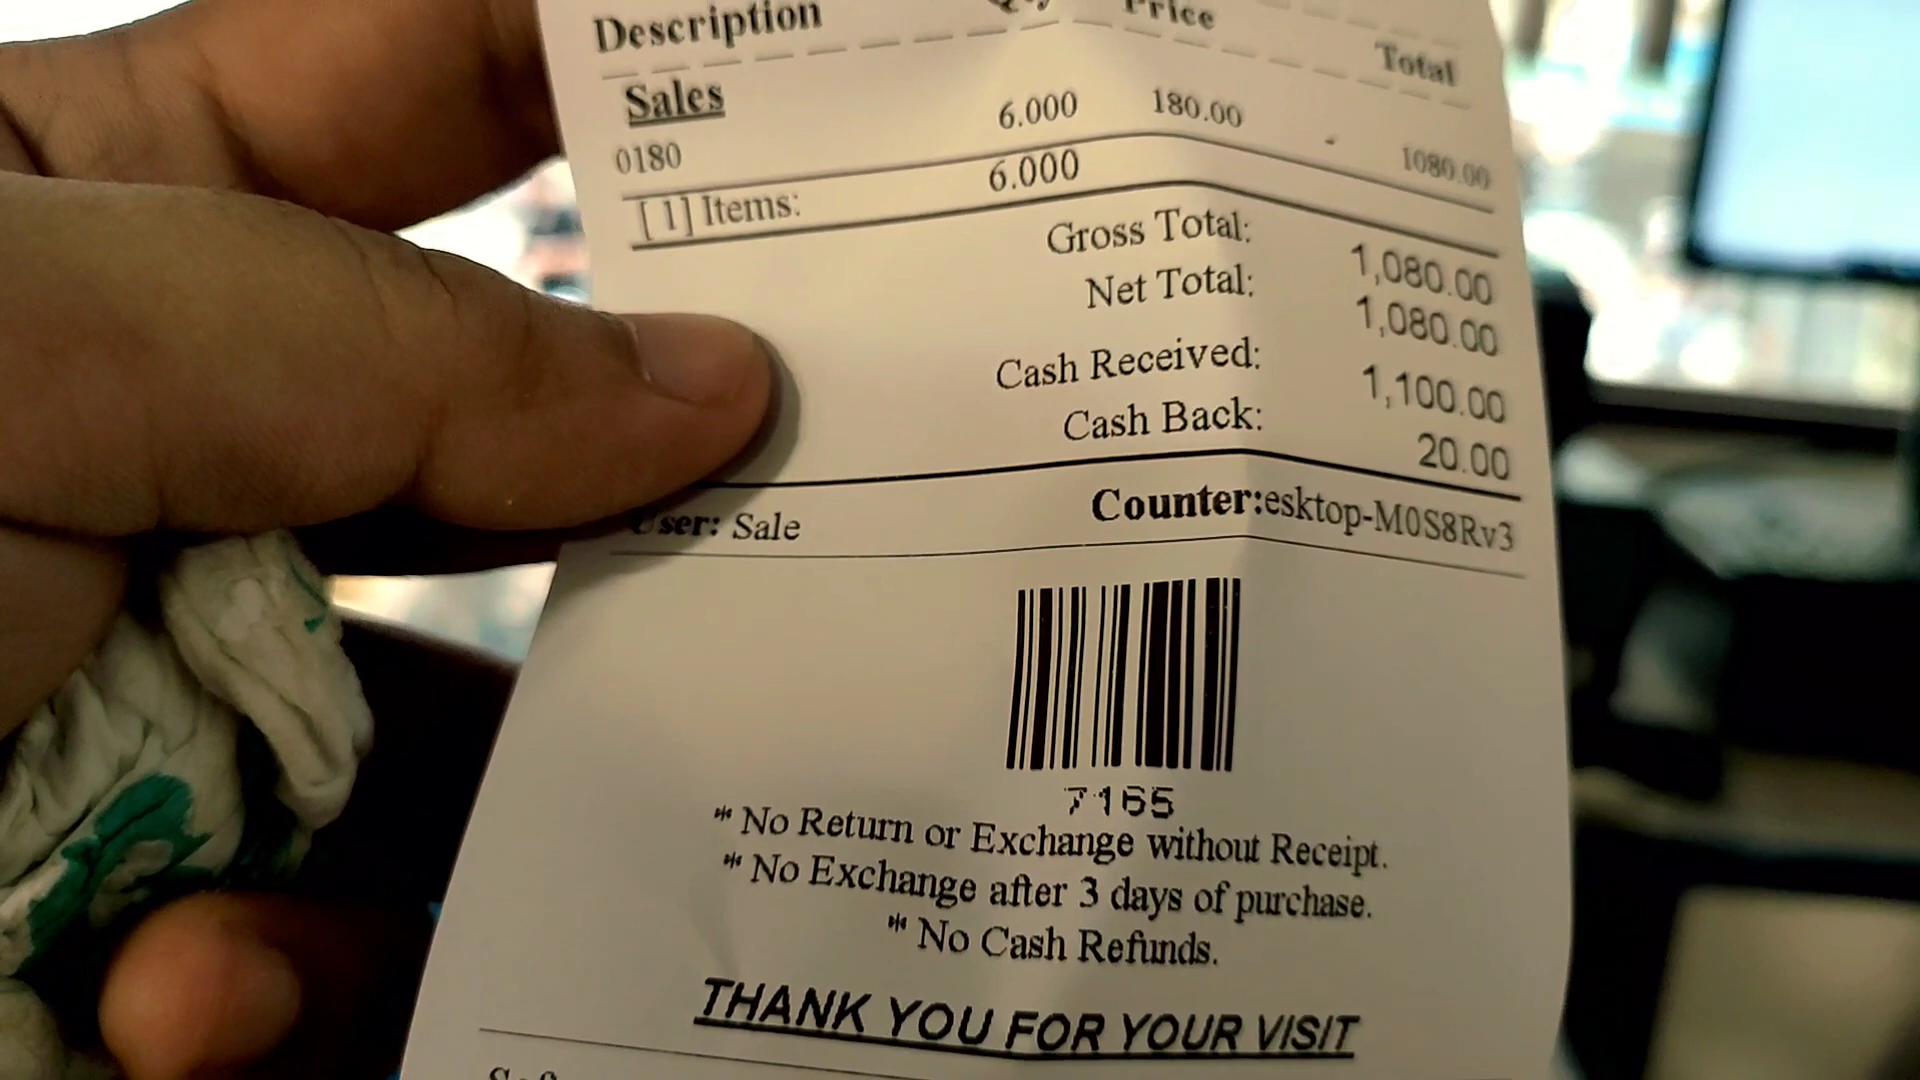 Description Qty Price Total
Sales
0180 6.000 180.00 1080.00
[ 1] Items: 6.000
Gross Total: 1,080.00
Net Total: 1,080.00
Cash Received: 1,100.00
Cash Back: 20.00
User: Sale Counter:esktop-M0S8Rv3
7165
* No Return or Exchange without Receipt.
* No Exchange after 3 days of purchase.
* No Cash Refunds.
THANK YOU FOR YOUR VISIT